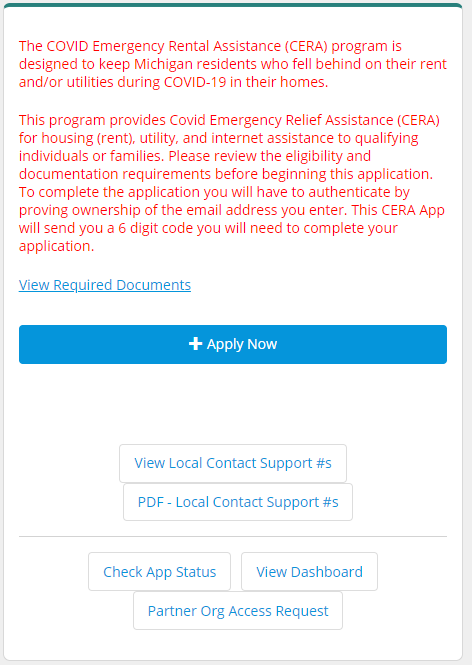 The COVID Emergency Rental Assistance (CERA) program is
designed to keep Michigan residents who fell behind on their rent
and/or utilities during COVID-19 in their homes.
This program provides Covid Emergency Relief Assistance (CERA)
for housing (rent), utility, and internet assistance to qualifying
individuals or families. Please review the eligibility and
documentation requirements before beginning this application.
To complete the application you will have to authenticate by
proving ownership of the email address you enter. This CERA App
will send you a 6 digit code you will need to complete your
application.
View Required Documents
Apply Now
View Local Contact Support #s
PDF - Local Contact Support #s
Check App Status
View Dashboard
Partner Org Access Request